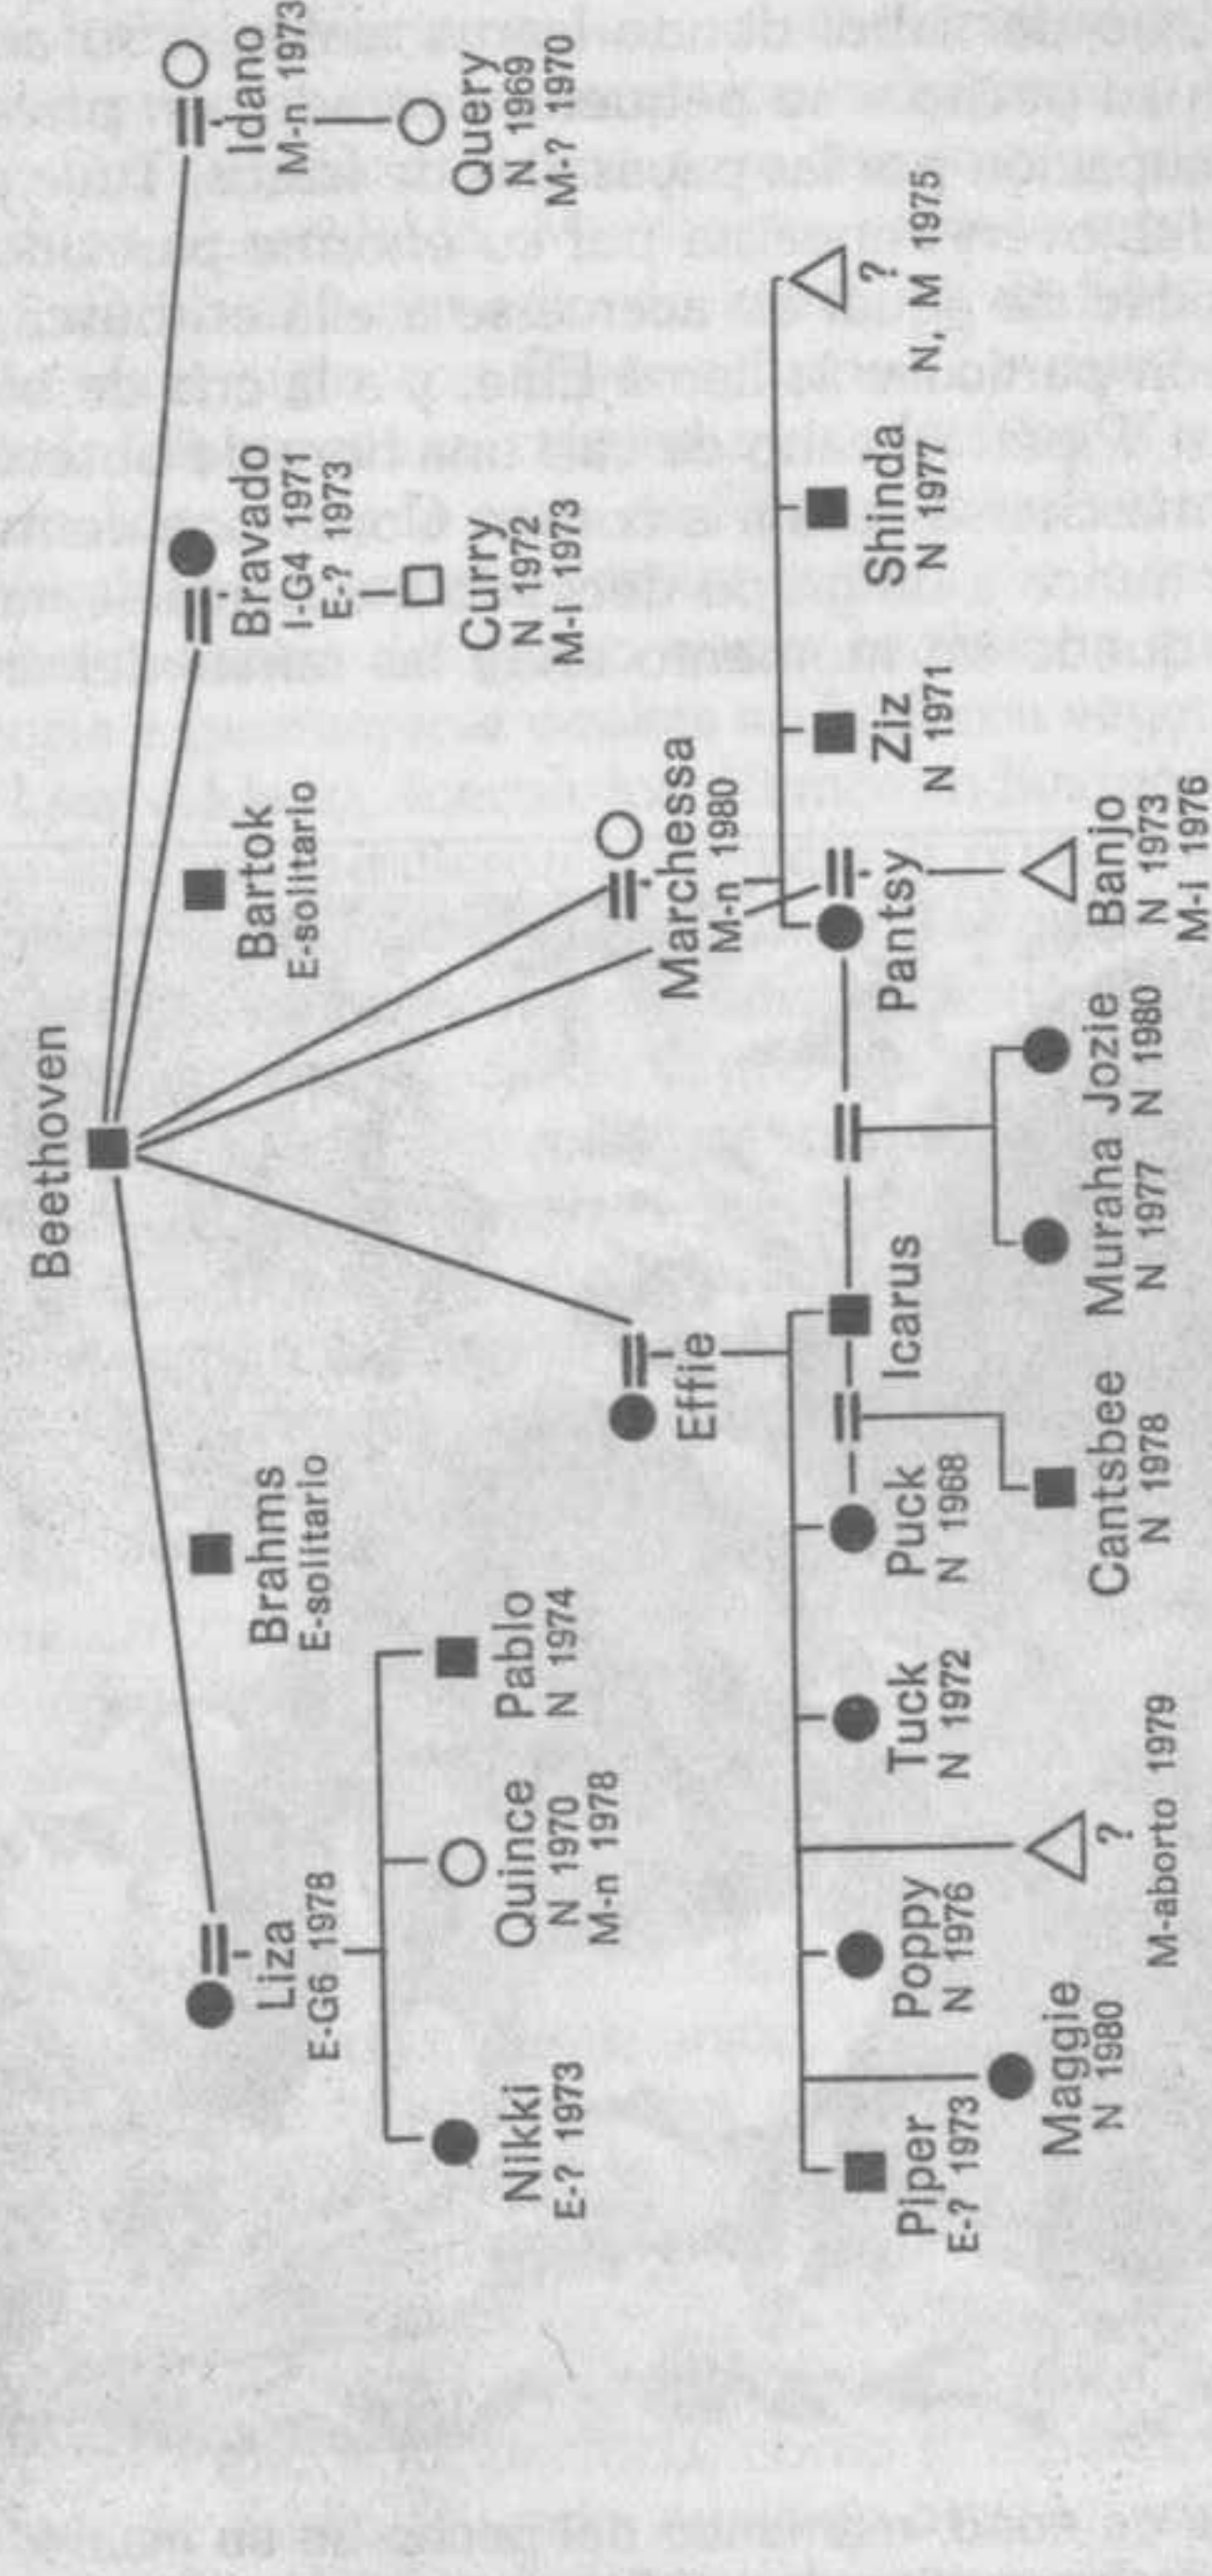 Beethoven
Liza
E-G6 1978
Brahms
E-solitario
Bartok
E-solitario
Bravado
I-G4 1971
E-? 1973
Idano
M-n 1973
Nikki
E-? 1973
Quince
N 1970
M-n 1978
Pablo
N 1974
Curry
N 1972
M-I 1973
Query
N 1969
M-? 1970
Effie
Marchessa
M-n 1980
Piper
E-? 1973
Poppy
N 1976
Tuck
N 1972
Puck
N 1968
Icarus
Pantsy
Ziz
N 1971
Shinda
N 1977
?
N, M 1975
Maggie
N 1980
?
M-aborto 1979
Cantsbee
N 1978
Muraha
N 1977
Jozie
N 1980
Banjo
N 1973
M-I 1976